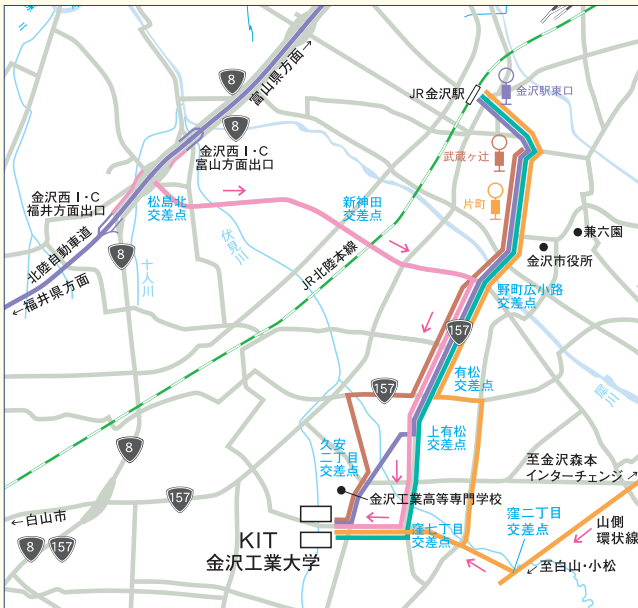 8
富山県方面→
8
JR金沢駅
金沢駅東口
武蔵ヶ辻
片町
金沢西I・C
富山方面出口
金沢西I・C
福井方面出口
松島北
交差点
新神田
交差点
兼六園
金沢市役所
北陸自動車道
8
←福井県方面
十人川
伏見川
JR北陸本線
野町広小路
交差点
157
有松
交差点
犀川
157
久安
二丁目
交差点
上有松
交差点
8
157
至金沢森本
インターチェンジ↗
金沢工業高等専門学校
←白山市
KIT
金沢工業大学
窪七丁目
交差点
窪二丁目
交差点
山側
環状線
8
157
↙至白山・小松